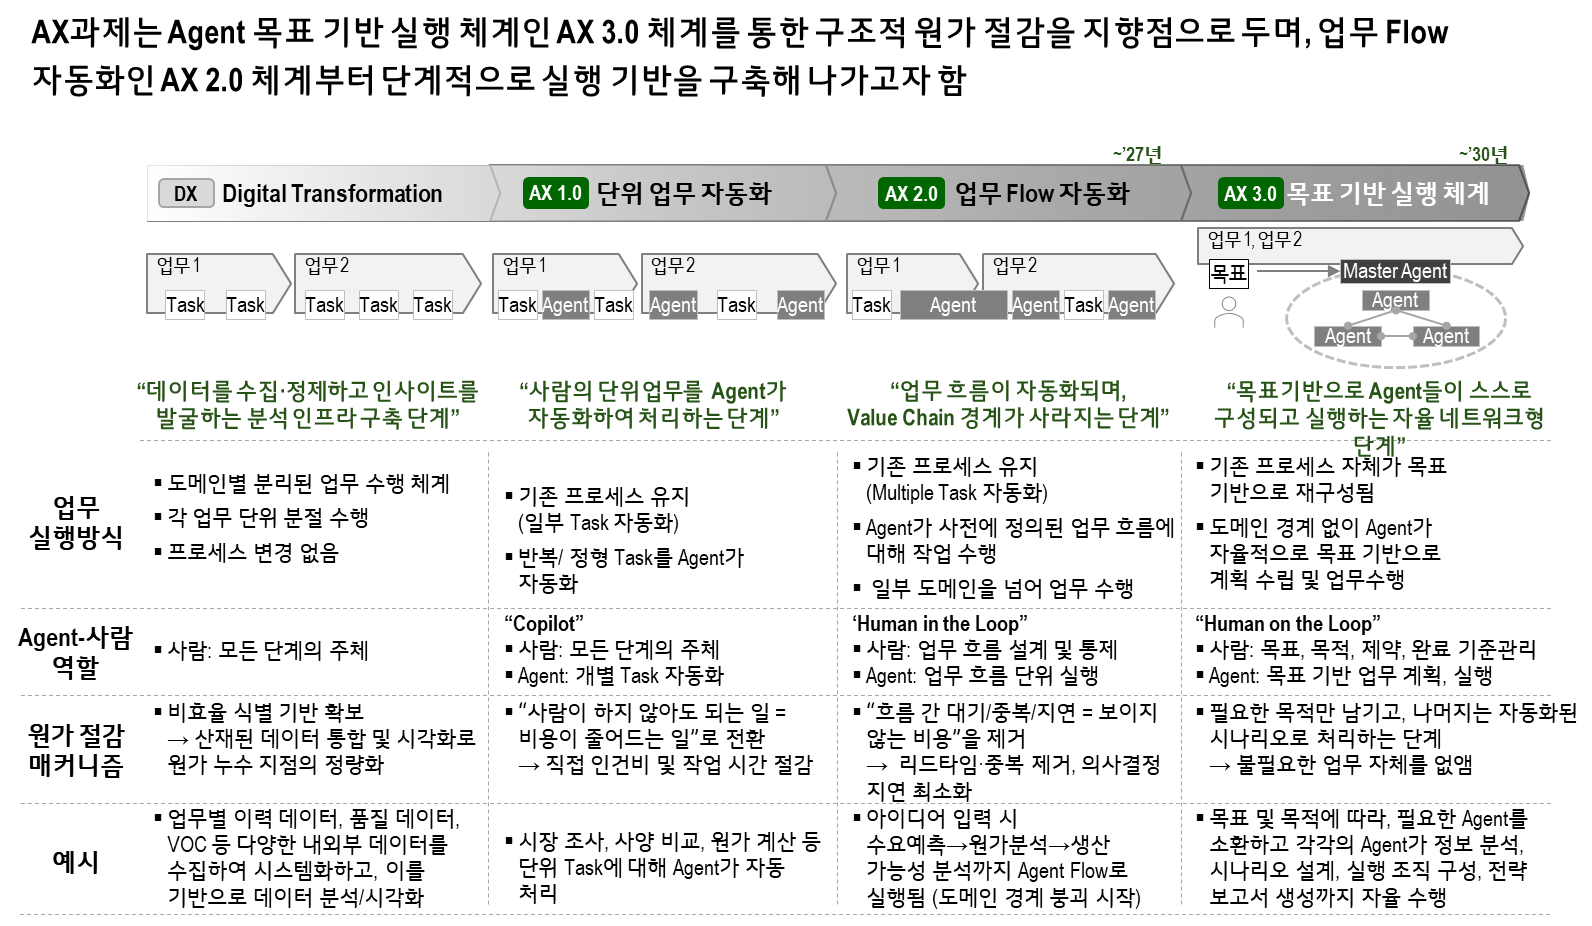 AX과제는 Agent 목표 기반 실행 체계인 AX 3.0 체계를 통한 구조적 원가 절감을 지향점으로 두며, 업무 Flow
자동화인 AX 2.0 체계부터 단계적으로 실행 기반을 구축해 나가고자 함
~'27년
~'30년
DX Digital Transformation
AX 1.0 단위 업무 자동화
AX 2.0 업무 Flow 자동화
AX 3.0 목표 기반 실행 체계
업무1
Task Task
업무2
Task Task Task
업무1
Task Agent Task
업무2
Agent Task Agent
업무1
업무2
Task Agent Agent Task Agent
업무1, 업무2
목표
Master Agent
Agent
Agent Agent
“데이터를 수집·정제하고 인사이트를
발굴하는 분석 인프라 구축 단계”
“사람의 단위업무를 Agent가
자동화하여 처리하는 단계”
“업무 흐름이 자동화되며,
Value Chain 경계가 사라지는 단계”
“목표기반으로 Agent들이 스스로
구성되고 실행하는 자율 네트워크형
단계”
업무
실행방식
▪ 도메인별 분리된 업무 수행 체계
▪ 각 업무 단위 분절 수행
▪ 프로세스 변경 없음
▪ 기존 프로세스 유지
(일부 Task 자동화)
▪ 반복/ 정형 Task를 Agent가
자동화
▪ 기존 프로세스 유지
(Multiple Task 자동화)
▪ Agent가 사전에 정의된 업무 흐름에
대해 작업 수행
▪ 일부 도메인을 넘어 업무 수행
▪ 기존 프로세스 자체가 목표
기반으로 재구성됨
▪ 도메인 경계 없이 Agent가
자율적으로 목표 기반으로
계획 수립 및 업무수행
Agent-사람
역할
▪ 사람: 모든 단계의 주체
“Copilot”
▪ 사람: 모든 단계의 주체
▪ Agent: 개별 Task 자동화
‘Human in the Loop”
▪ 사람: 업무 흐름 설계 및 통제
▪ Agent: 업무 흐름 단위 실행
“Human on the Loop”
▪ 사람: 목표, 목적, 제약, 완료 기준관리
▪ Agent: 목표 기반 업무 계획, 실행
원가 절감
매커니즘
▪ 비효율 식별 기반 확보
→ 산재된 데이터 통합 및 시각화로
원가 누수 지점의 정량화
▪ “사람이 하지 않아도 되는 일 =
비용이 줄어드는 일”로 전환
→ 직접 인건비 및 작업 시간 절감
▪ “흐름 간 대기/중복/지연 = 보이지
않는 비용”을 제거
→ 리드타임·중복 제거, 의사결정
지연 최소화
▪ 필요한 목적만 남기고, 나머지는 자동화된
시나리오로 처리하는 단계
→ 불필요한 업무 자체를 없앰
예시
▪ 업무별 이력 데이터, 품질 데이터,
VOC 등 다양한 내외부 데이터를
수집하여 시스템화하고, 이를
기반으로 데이터 분석/시각화
▪ 시장 조사, 사양 비교, 원가 계산 등
단위 Task에 대해 Agent가 자동
처리
▪ 아이디어 입력 시
수요예측→원가분석→생산
가능성 분석까지 Agent Flow로
실행됨 (도메인 경계 붕괴 시작)
▪ 목표 및 목적에 따라, 필요한 Agent를
소환하고 각각의 Agent가 정보 분석,
시나리오 설계, 실행 조직 구성, 전략
보고서 생성까지 자율 수행